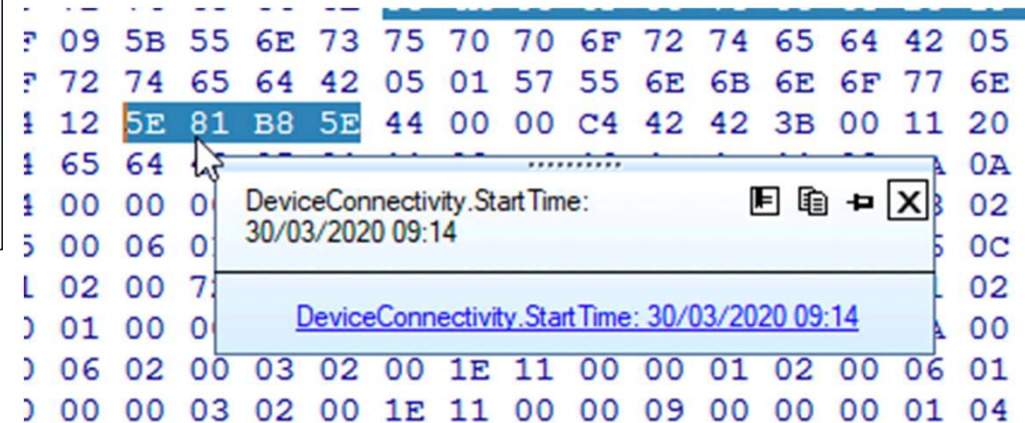 09 5B 55 6E 73 75 70 70 6F 72 74 65 64 42 05
72 74 65 64 42 05 01 57 55 6E 6B 6E 6F 77 6E
12 5E 81 B8 5E 44 00 00 C4 42 42 3B 00 11 20
65 64 0A
00 00 02
00 06 0C
02 00 02
01 00 00
DeviceConnectivity.StartTime:
30/03/2020 09:14
DeviceConnectivity.StartTime: 30/03/2020 09:14
06 02 00 03 02 00 1E 11 00 00 01 02 00 06 01
00 00 03 02 00 1E 11 00 00 09 00 00 00 01 04